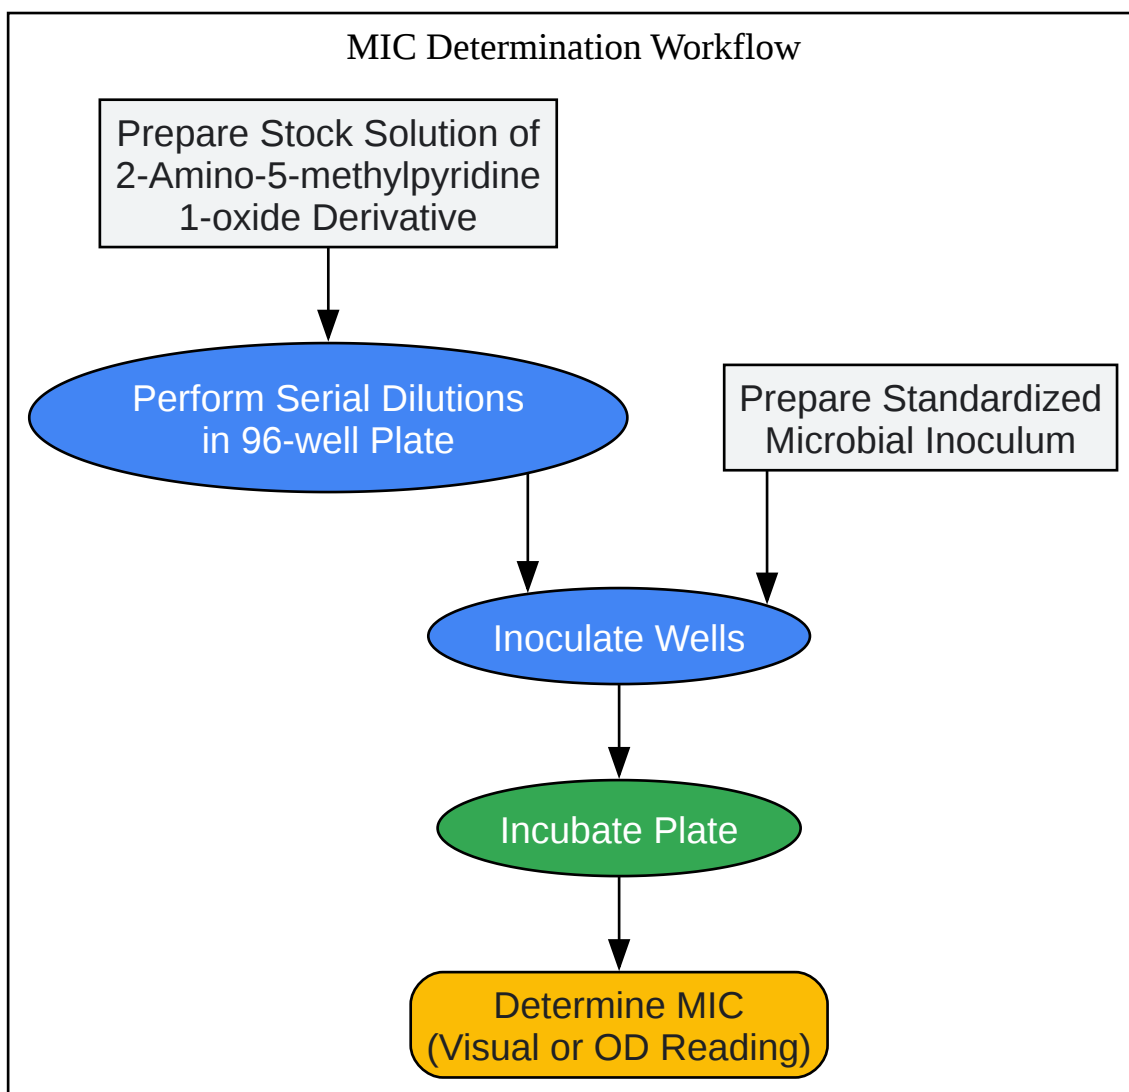 MIC Determination Workflow
Prepare Stock Solution of
2-Amino-5-methylpyridine
1-oxide Derivative
Perform Serial Dilutions
in 96-well Plate
Prepare Standardized
Microbial Inoculum
Inoculate Wells
Incubate Plate
Determine MIC
(Visual or OD Reading)